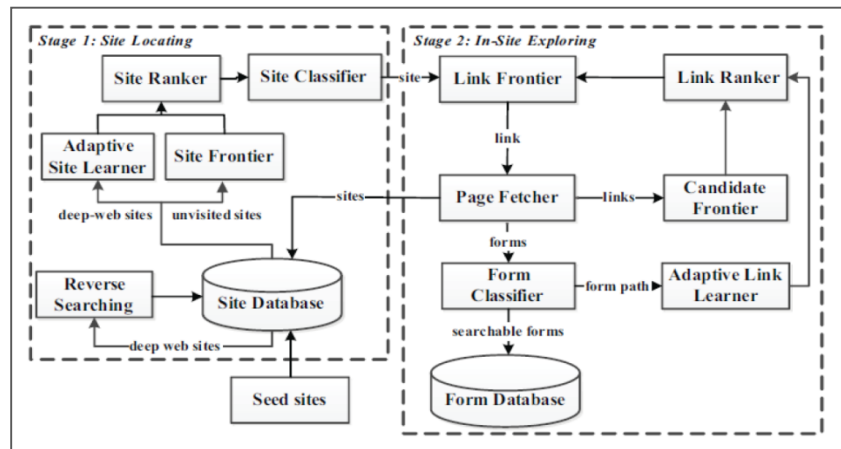 Stage 1: Site Locating
Site Ranker
Site Classifier
Adaptive
Site Learner
Site Frontier
deep-web sites
unvisited sites
Reverse
Searching
Site Database
deep web sites
Seed sites
site
sites
Stage 2: In-Site Exploring
Link Frontier
Link Ranker
link
Page Fetcher
links
Candidate
Frontier
forms
Form
Classifier
form path
Adaptive Link
Learner
searchable forms
Form Database